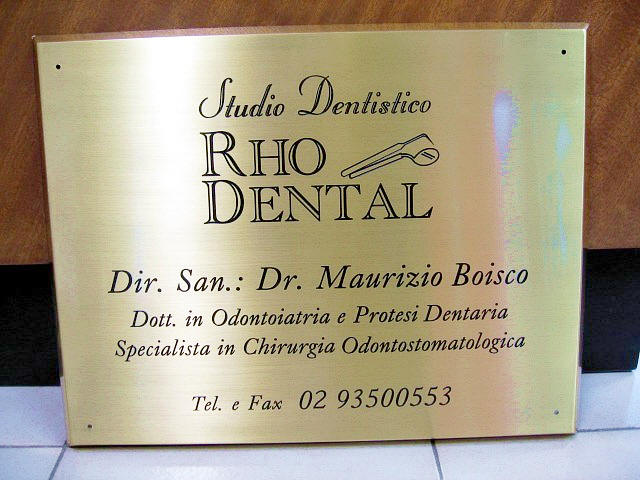 Studio Dentistico
RHO
DENTAL
Dir. San.: Dr. Maurizio Boisco
Dott. in Odontoiatria e Protesi Dentaria
Specialista in Chirurgia Odontostomatologica
Tel. e Fax 02 93500553